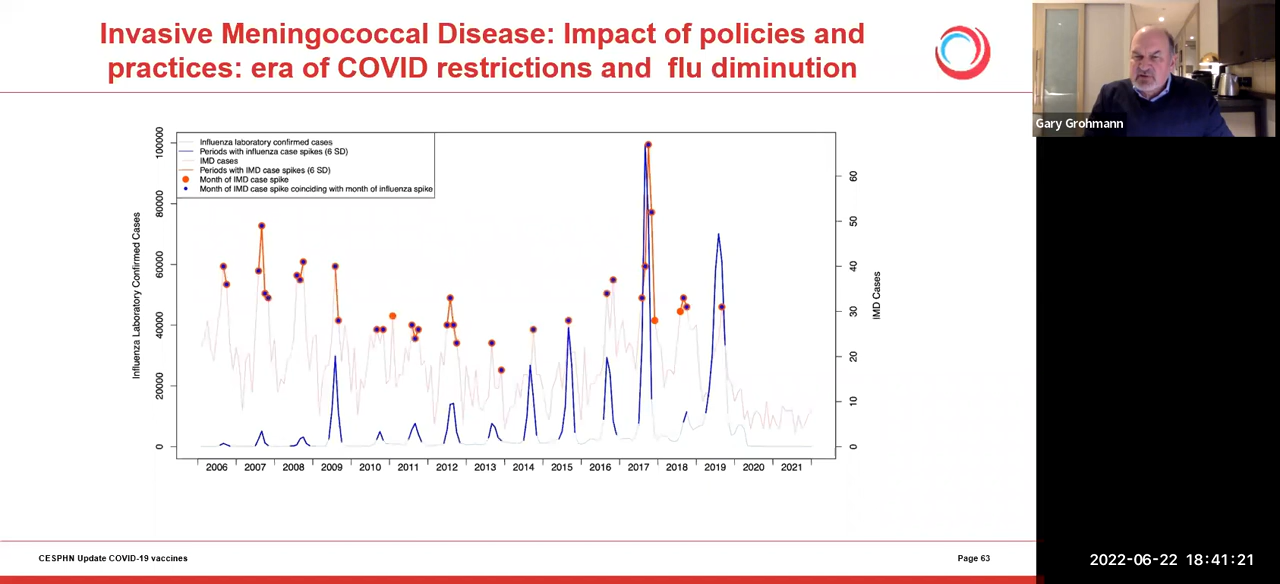 Invasive Meningococcal Disease: Impact of policies and
practices: era of COVID restrictions and flu diminution
Gary Grohmann
Influenza laboratory confirmed cases
Periods with influenza case spikes (6 SD)
IMD cases
Periods with IMD case spikes (6 SD)
Month of IMD case spike
Month of IMD case spike coinciding with month of influenza spike
Influenza Laboratory Confirmed Cases
100000
80000
60000
40000
20000
0
60
50
40
30
20
10
0
IMD Cases
2006 2007 2008 2009 2010 2011 2012 2013 2014 2015 2016 2017 2018 2019 2020 2021
CESPHN Update COVID-19 vaccines
Page 63
2022-06-22 18:41:21